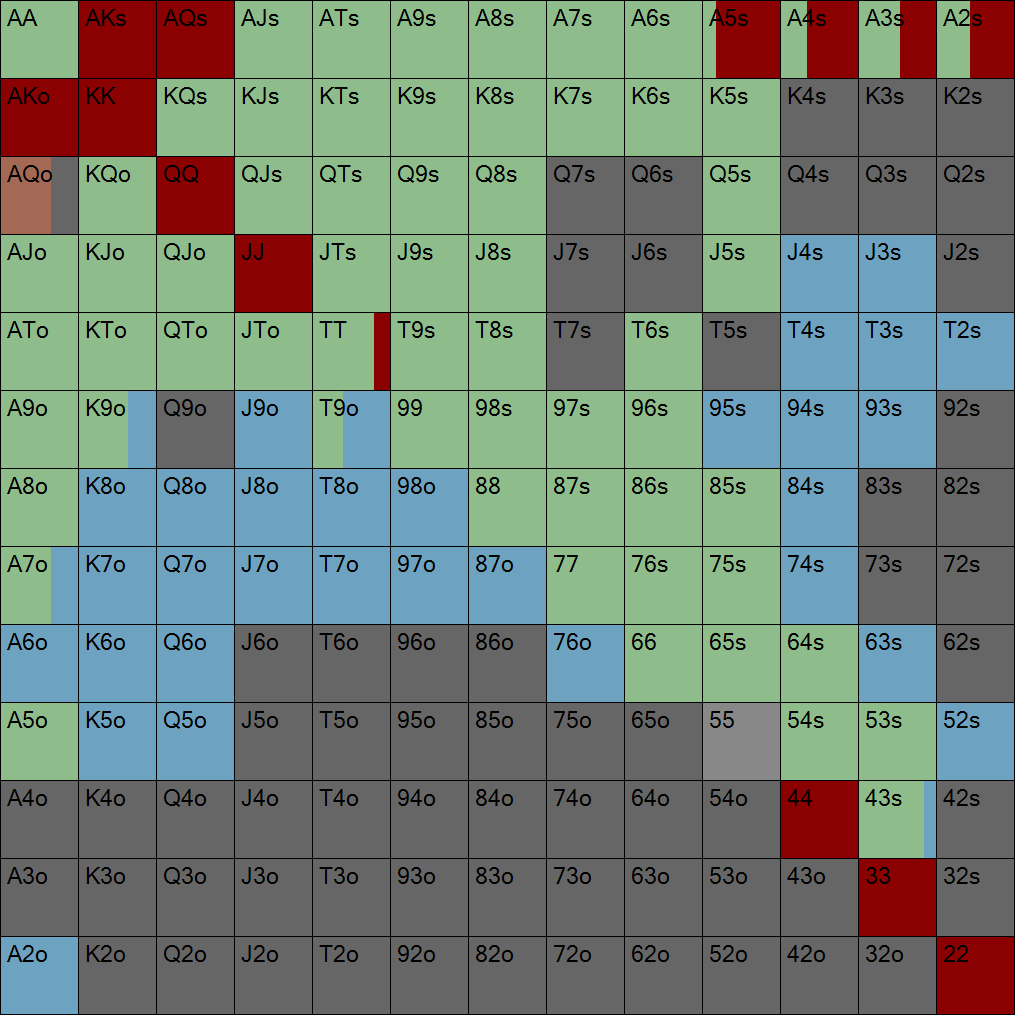 AA AKs AQs AJs ATs A9s A8s A7s A6s A5s A4s A3s A2s
AKo KK KQs KJs KTs K9s K8s K7s K6s K5s K4s K3s K2s
AQo KQo QQ QJs QTs Q9s Q8s Q7s Q6s Q5s Q4s Q3s Q2s
AJo KJo QJo JJ JTs J9s J8s J7s J6s J5s J4s J3s J2s
ATo KTo QTo JTo TT T9s T8s T7s T6s T5s T4s T3s T2s
A9o K9o Q9o J9o T9o 99 98s 97s 96s 95s 94s 93s 92s
A8o K8o Q8o J8o T8o 98o 88 87s 86s 85s 84s 83s 82s
A7o K7o Q7o J7o T7o 97o 87o 77 76s 75s 74s 73s 72s
A6o K6o Q6o J6o T6o 96o 86o 76o 66 65s 64s 63s 62s
A5o K5o Q5o J5o T5o 95o 85o 75o 65o 55 54s 53s 52s
A4o K4o Q4o J4o T4o 94o 84o 74o 64o 54o 44 43s 42s
A3o K3o Q3o J3o T3o 93o 83o 73o 63o 53o 43o 33 32s
A2o K2o Q2o J2o T2o 92o 82o 72o 62o 52o 42o 32o 22